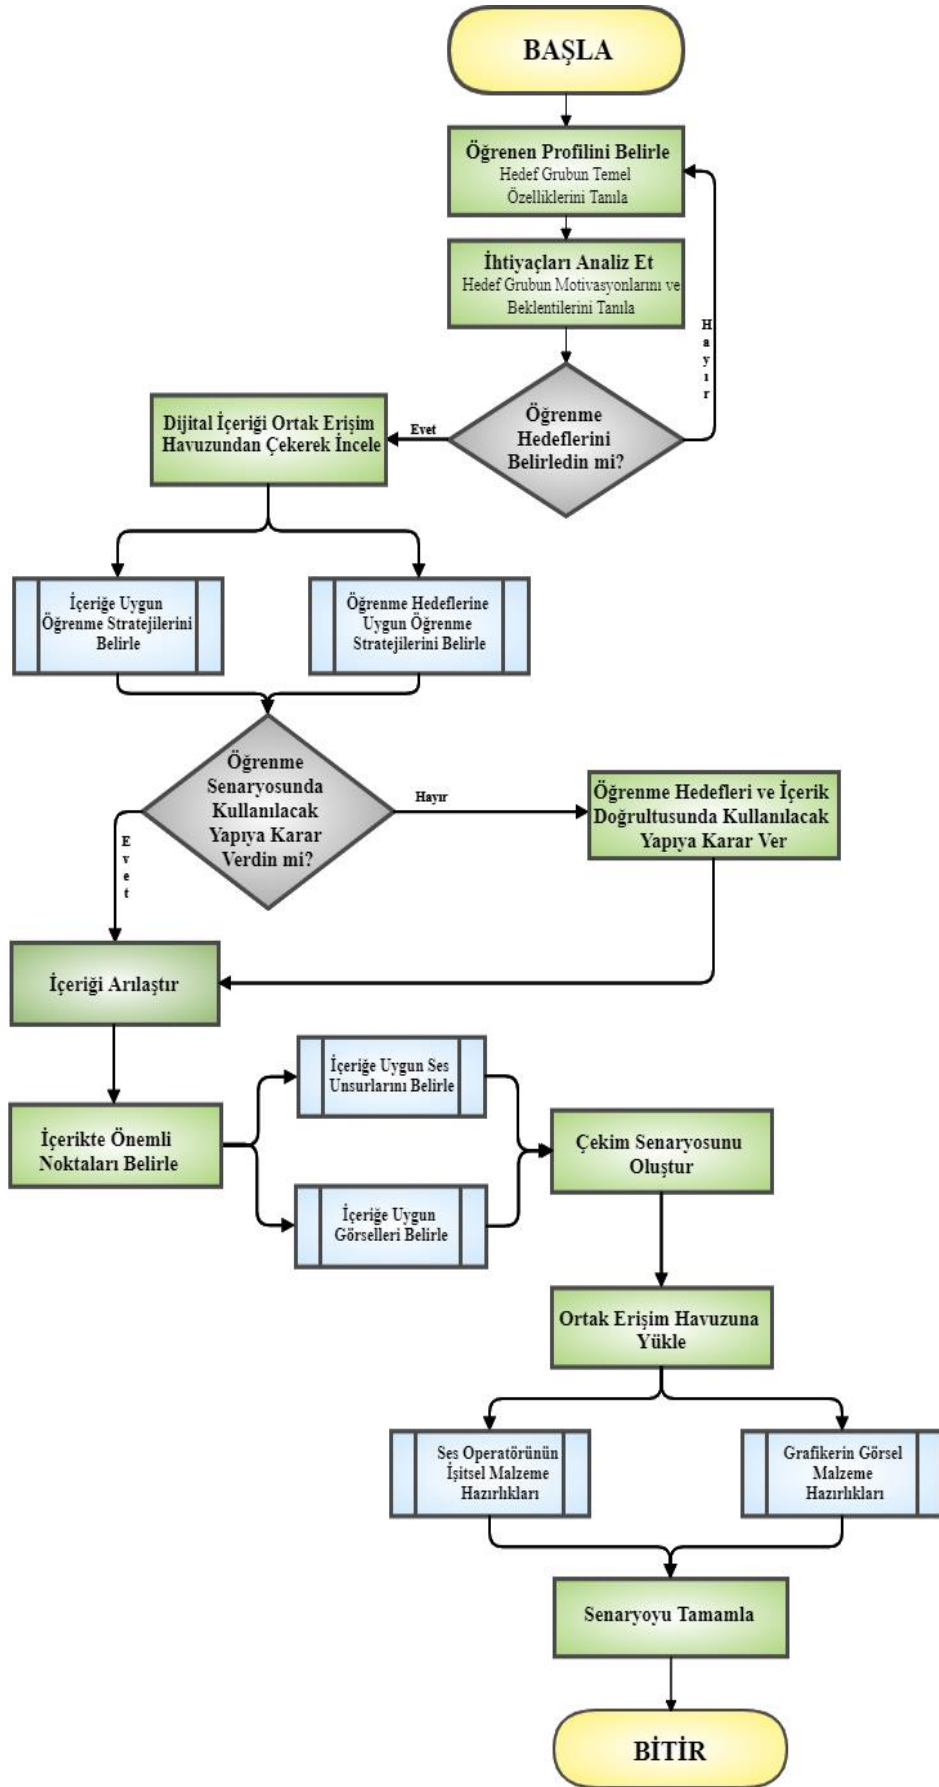 BAŞLA
Öğrenen Profilini Belirle
Hedef Grubun Temel
Özelliklerini Tanıla
İhtiyaçları Analiz Et
Hedef Grubun Motivasyonlarını ve
Beklentilerini Tanıla
Hayır
Öğrenme
Hedeflerini
Belirledin mi?
Evet
Dijital İçeriği Ortak Erişim
Havuzundan Çekerek İncele
İçeriğe Uygun
Öğrenme Stratejilerini
Belirle
Öğrenme Hedeflerine
Uygun Öğrenme
Stratejilerini Belirle
Öğrenme
Senaryosunda
Kullanılacak
Yapıya Karar
Verdin mi?
Hayır
Öğrenme Hedefleri ve İçerik
Doğrultusunda Kullanılacak
Yapıya Karar Ver
Evet
İçeriği Arılaştır
İçerikte Önemli
Noktaları Belirle
İçeriğe Uygun Ses
Unsurlarını Belirle
İçeriğe Uygun
Görselleri Belirle
Çekim Senaryosunu
Oluştur
Ortak Erişim Havuzuna
Yükle
Ses Operatörünün
İşitsel Malzeme
Hazırlıkları
Grafikerin Görsel
Malzeme
Hazırlıkları
Senaryoyu Tamamla
BİTİR